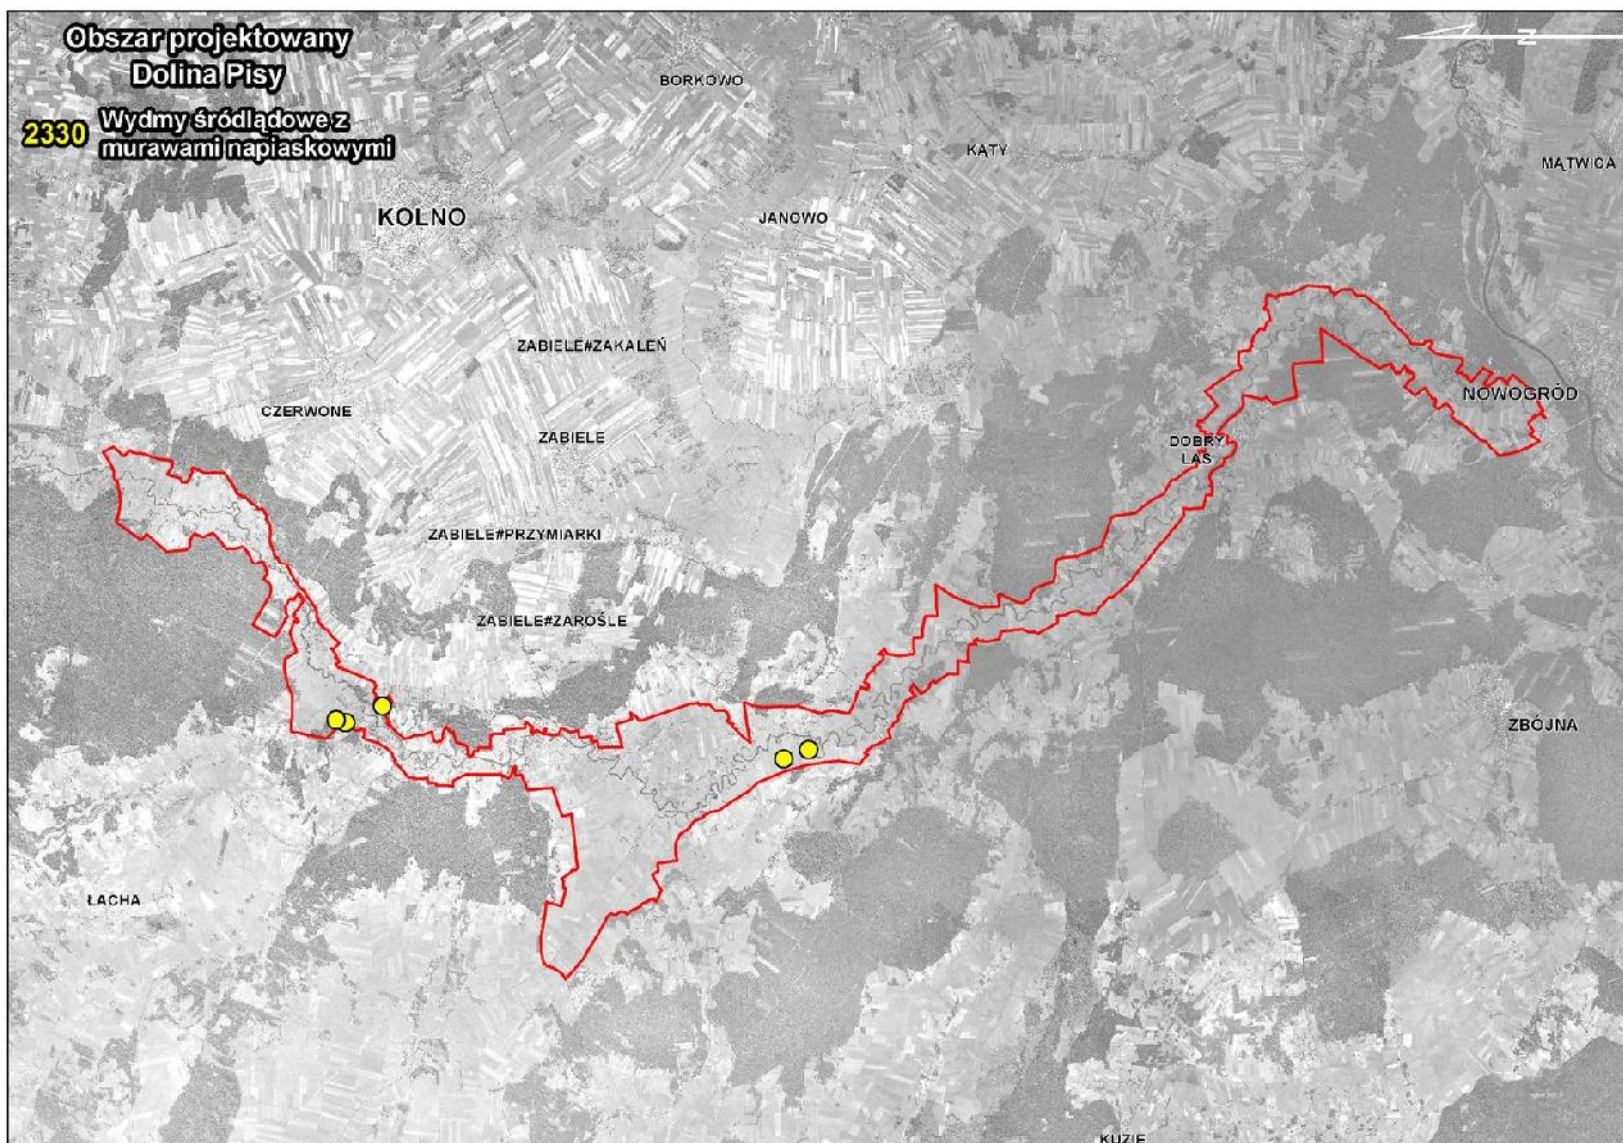 Obszar projektowany
Dolina Pisy
2330 Wydmy śródlądowe z
murawami napiaskowymi
N
BORKOWO
KĄTY
MĄTWICA
KOLNO
JANOWO
ZABIELE#ZAKALEŃ
NOWOGRÓD
CZERWONE
ZABIELE
DOBRY
LAS
ZABIELE#PRZYMIARKI
ZABIELE#ZAROŚLE
ZBÓJNA
ŁACHA
KUZIE